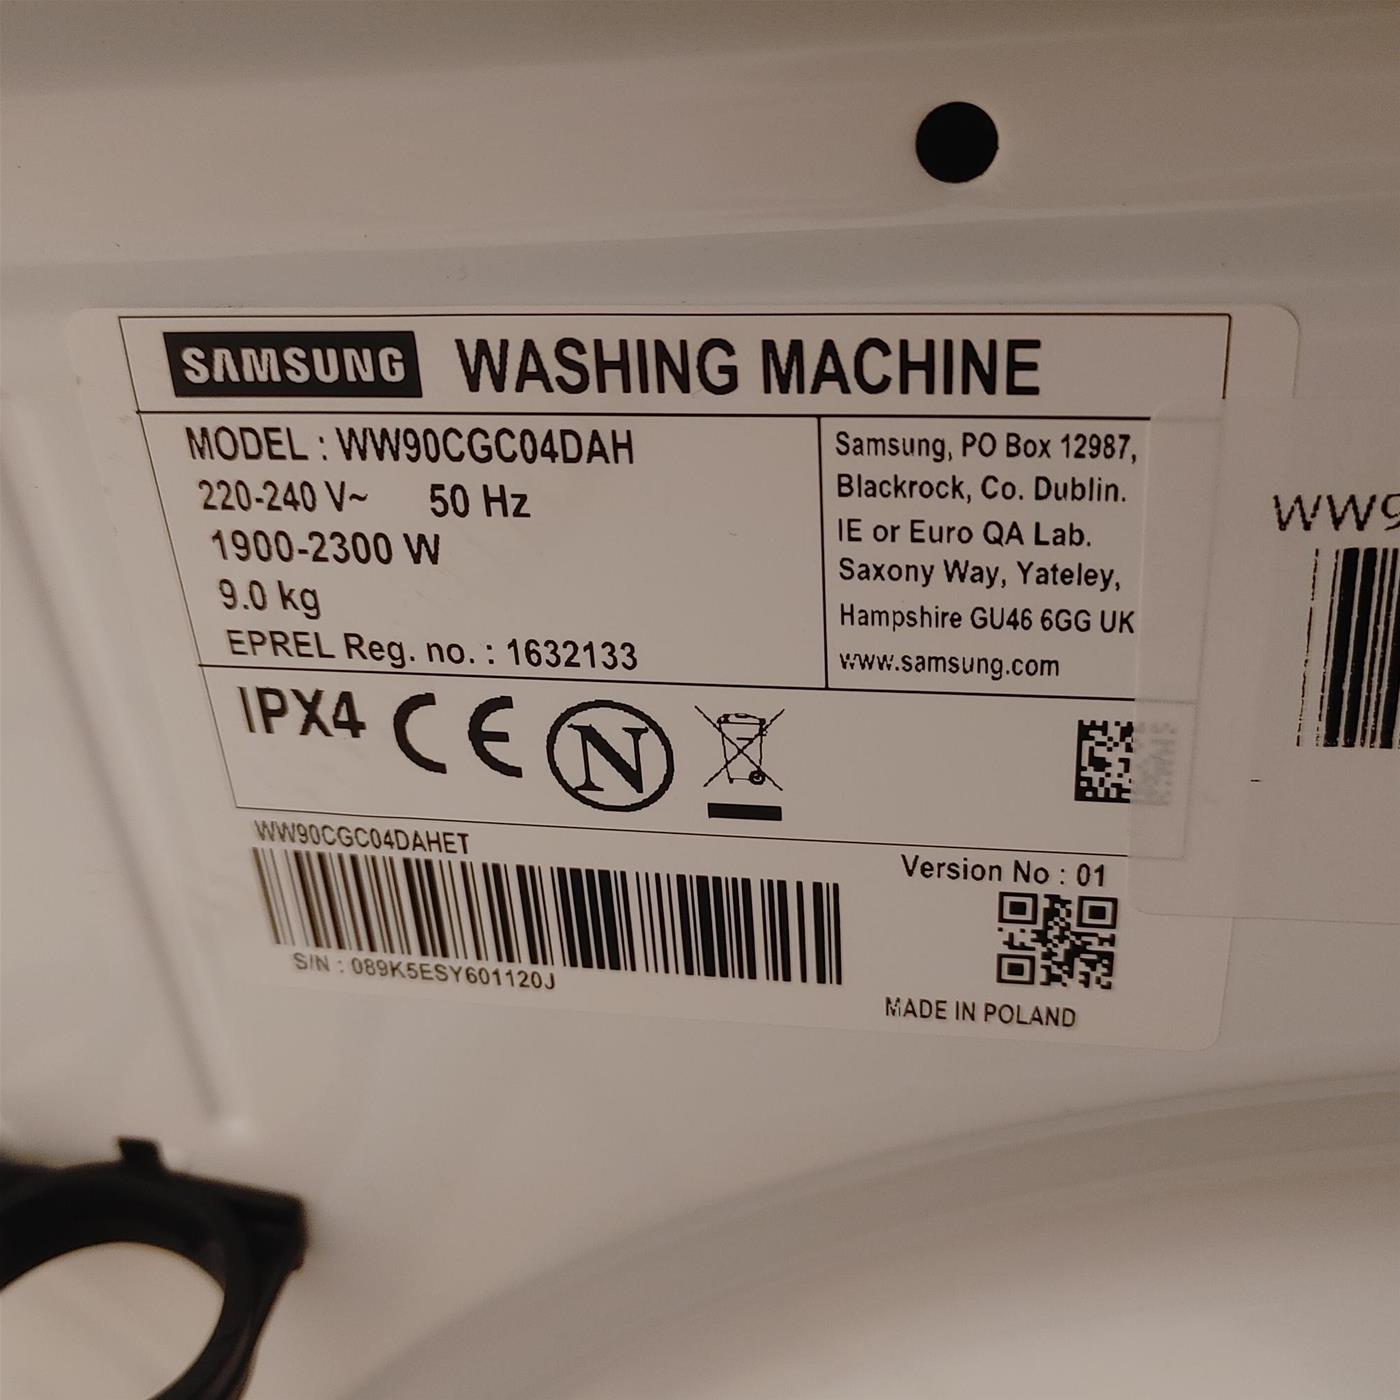 SAMSUNG WASHING MACHINE
MODEL : WW90CGC04DAH
220-240 V~ 50 Hz
1900-2300 W
9.0 kg
EPREL Reg. no. : 1632133
Samsung, PO Box 12987,
Blackrock, Co. Dublin.
IE or Euro QA Lab.
Saxony Way, Yateley,
Hampshire GU46 6GG UK
www.samsung.com
IPX4 CE N
WW90CGC04DAHET
S/N : 089K5ESY601120J
Version No : 01
MADE IN POLAND
WW9